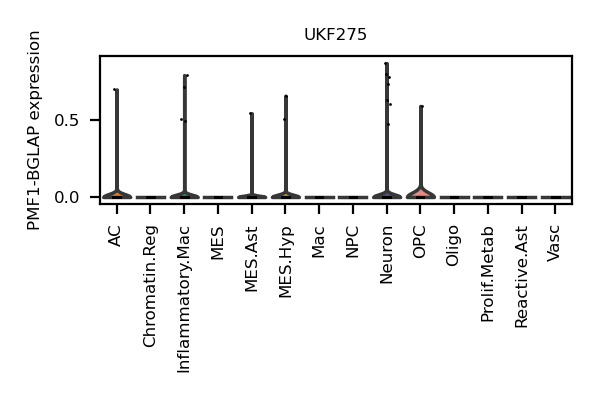 UKF275
PMF1-BGLAP expression
0.5
0.0
AC
Chromatin.Reg
Inflammatory.Mac
MES
MES.Ast
MES.Hyp
Mac
NPC
Neuron
OPC
Oligo
Prolif.Metab
Reactive.Ast
Vasc